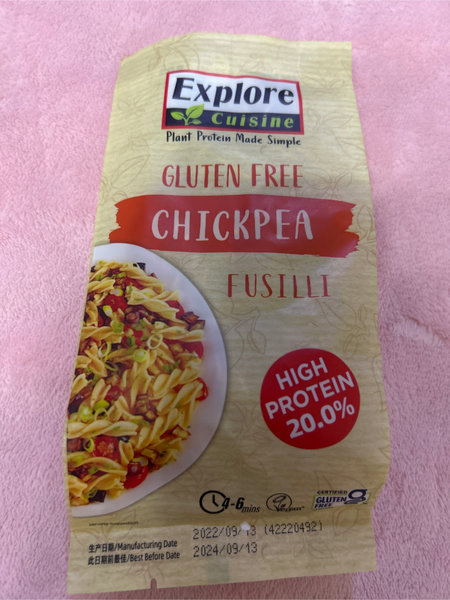 Explore
Cuisine
Plant Protein Made Simple
GLUTEN FREE
CHICKPEA
FUSILLI
HIGH
PROTEIN
20.0%
4-6 mins
Vegan
CERTIFIED
GLUTEN
FREE
生产日期/Manufacturing Date 2022/09/13 (42220492)
此日期前最佳/Best Before Date 2024/09/13